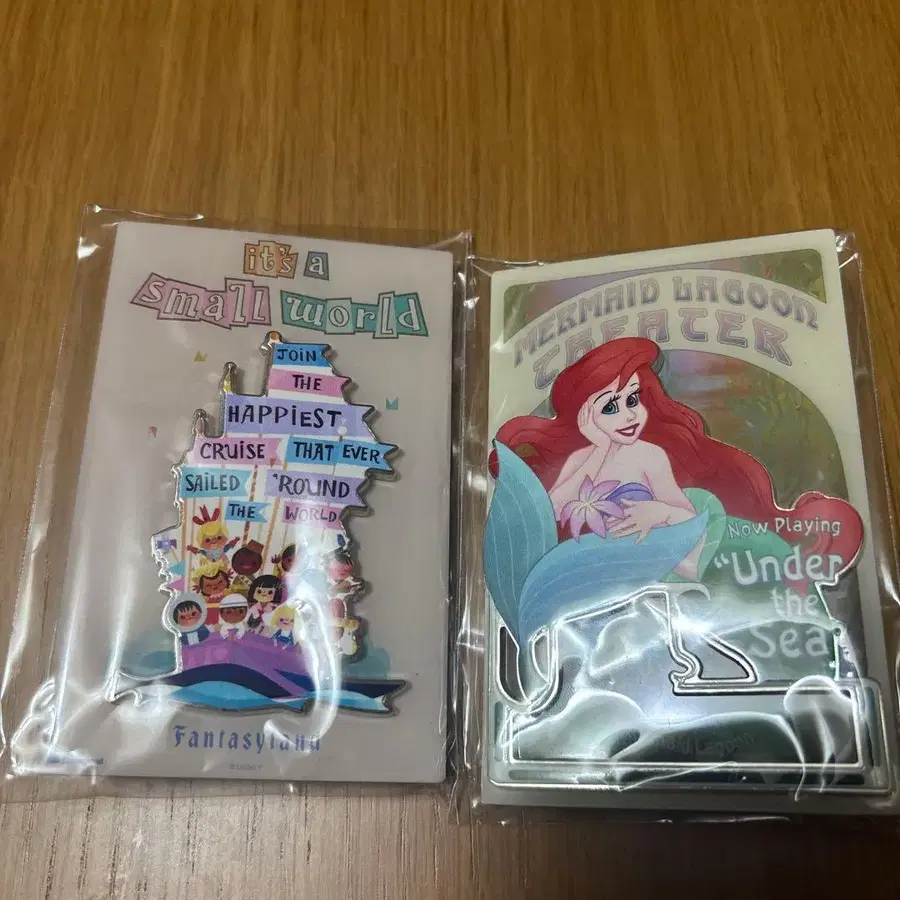 it's a
small world
JOIN
THE
HAPPIEST
CRUISE THAT EVER
SAILED 'ROUND
THE WORLD
Fantasyland
MERMAID LAGOON
THEATER
Now Playing
"Under
the
Sea
Lagoon